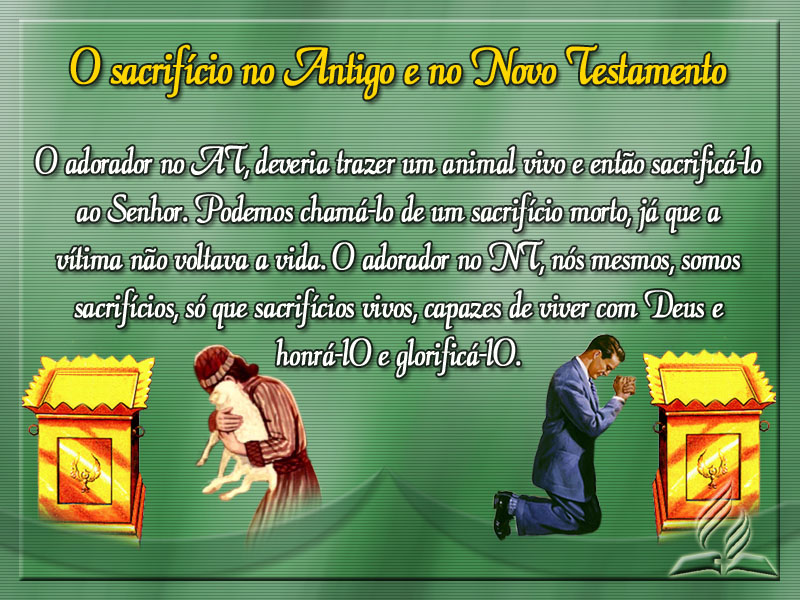 O sacrifício no Antigo e no Novo Testamento
O adorador no AT, deveria trazer um animal vivo e então sacrificá-lo
ao Senhor. Podemos chamá-lo de um sacrifício morto, já que a
vítima não voltava a vida. O adorador no NT, nós mesmos, somos
sacrifícios, só que sacrifícios vivos, capazes de viver com Deus e
honrá-lO e glorificá-lO.